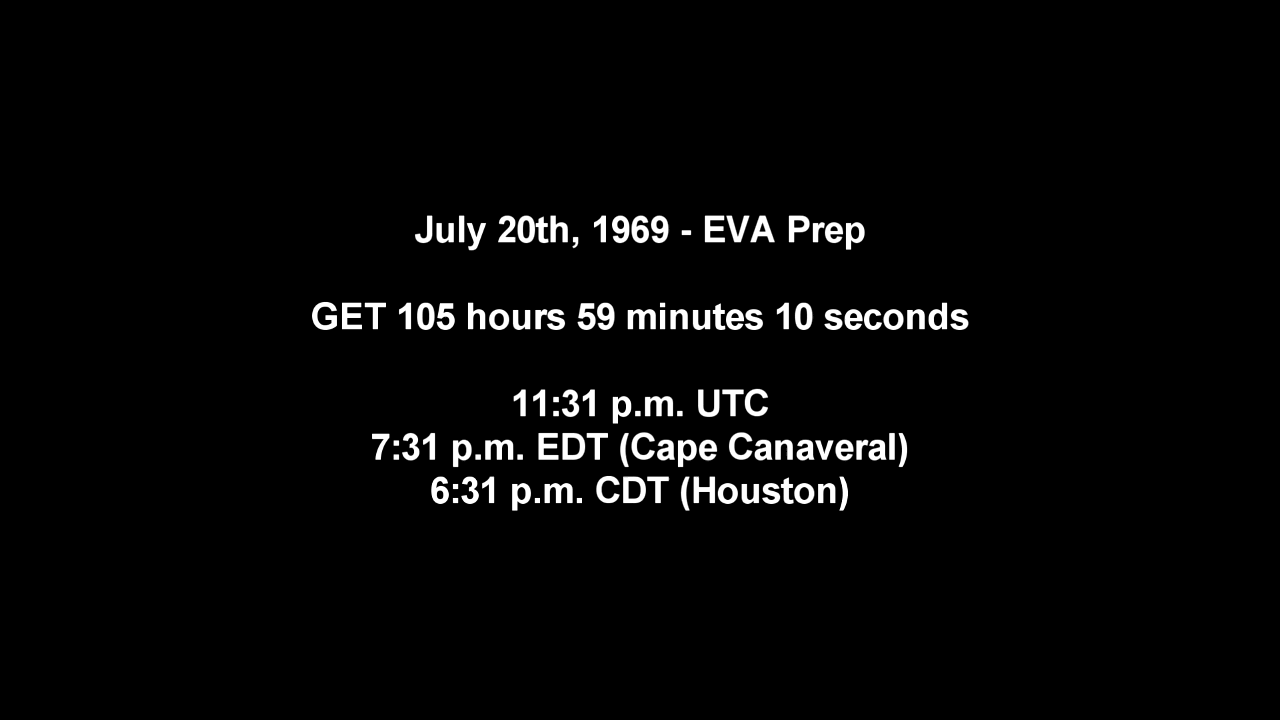 July 20th, 1969 - EVA Prep
GET 105 hours 59 minutes 10 seconds
11:31 p.m. UTC
7:31 p.m. EDT (Cape Canaveral)
6:31 p.m. CDT (Houston)